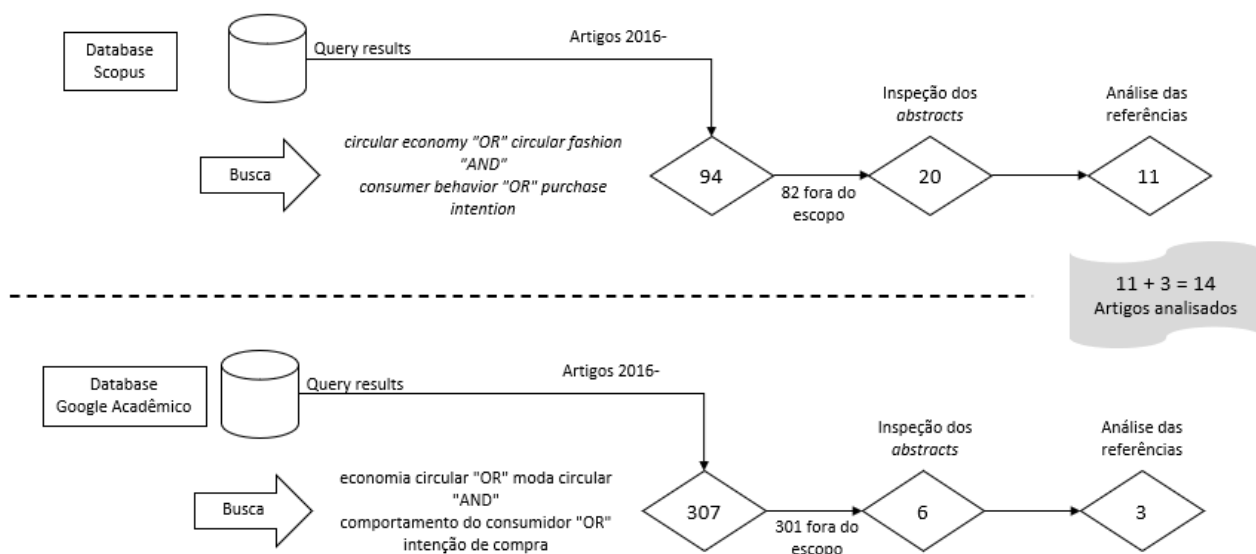 Database
Scopus
Query results
Artigos 2016-
Busca
circular economy "OR" circular fashion
"AND"
consumer behavior "OR" purchase
intention
94
82 fora do
escopo
Inspeção dos
abstracts
20
Análise das
referências
11
11 + 3 = 14
Artigos analisados
Database
Google Acadêmico
Query results
Artigos 2016-
Busca
economia circular "OR" moda circular
"AND"
comportamento do consumidor "OR"
intenção de compra
307
301 fora do
escopo
Inspeção dos
abstracts
6
Análise das
referências
3